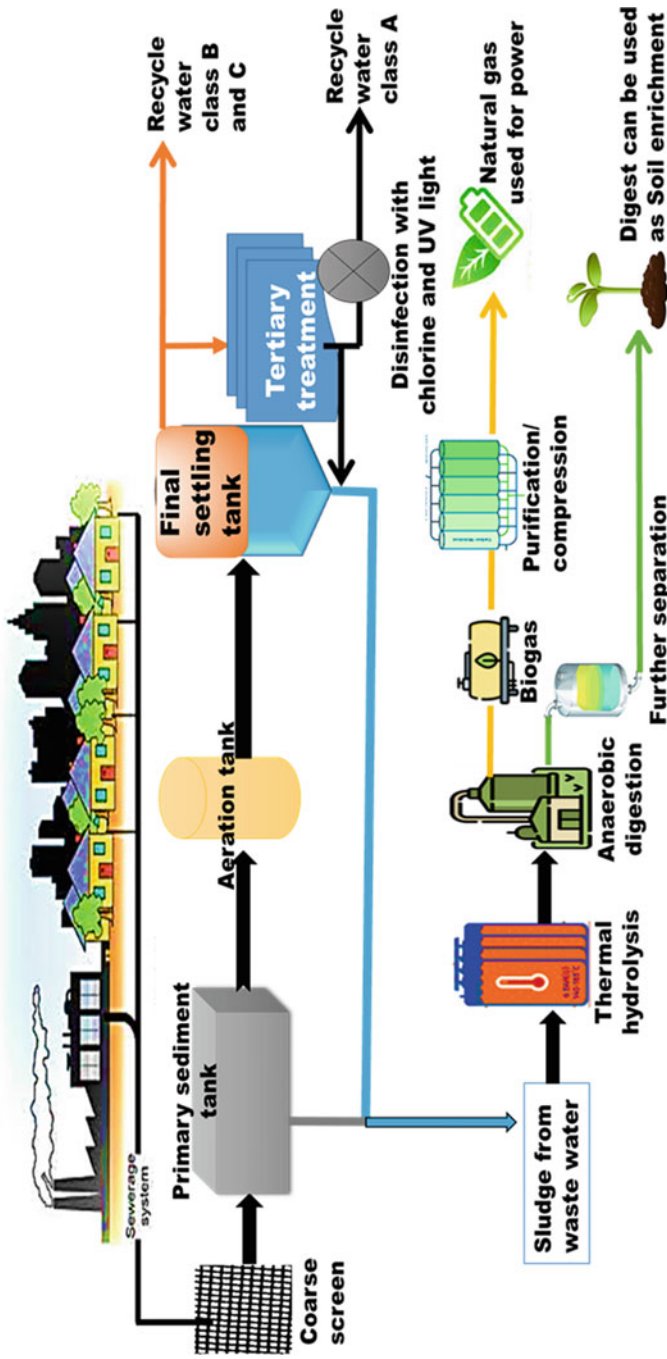 Sewerage
system
Coarse
screen
Primary sediment
tank
Aeration tank
Final
settling
tank
Recycle
water
class B
and C
Tertiary
treatment
Recycle
water
class A
Disinfection with
chlorine and UV light
Sludge from
waste water
Thermal
hydrolysis
Anaerobic
digestion
Biogas
Purification/
compression
Natural gas
used for power
Further separation
Digest can be used
as Soil enrichment